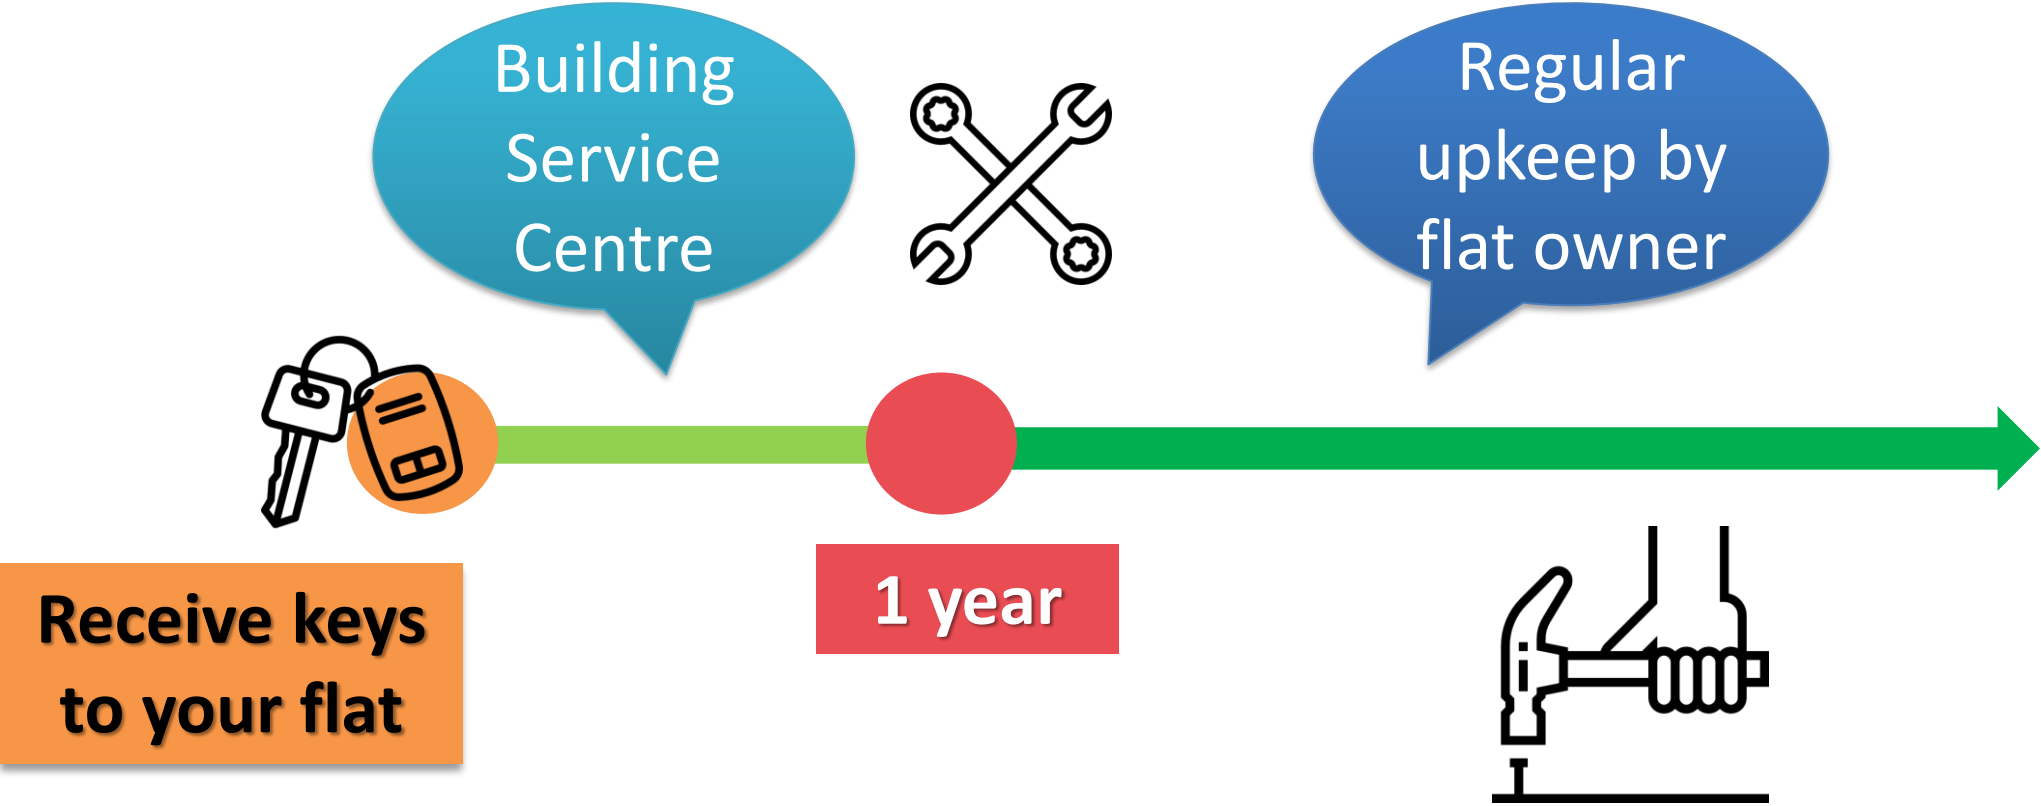 Building
Service
Centre
Regular
upkeep by
flat owner
Receive keys
to your flat
1 year